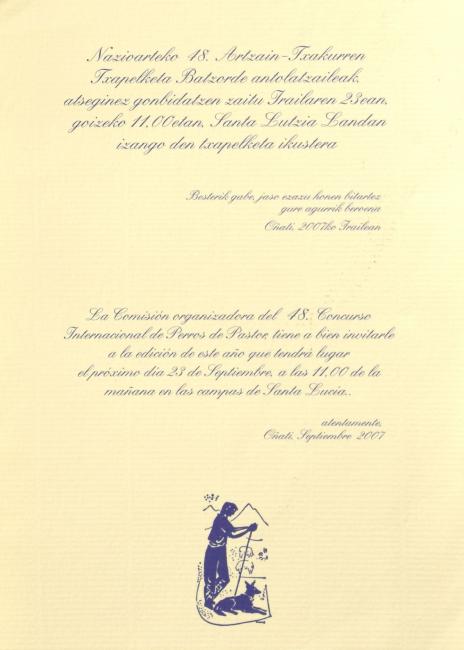 Nazioarteko 48. Artzain-Txakurren
Txapelketa Batzorde antolatzaileak,
atseginez gonbidatzen zaitu Irailaren 23ean,
goizeko 11,00etan, Santa Lutzia Landan
izango den txapelketa ikustera
Besterik gabe, jaso ezazu honen bitartez
gure agurrik beroena
Oñati, 2007ko Irailean
La Comisión organizadora del 48. Concurso
Internacional de Perros de Pastor, tiene a bien invitarle
a la edición de este año que tendrá lugar
el próximo dia 23 de Septiembre, a las 11,00 de la
mañana en las campas de Santa Lucia..
atentamente,
Oñati, Septiembre 2007